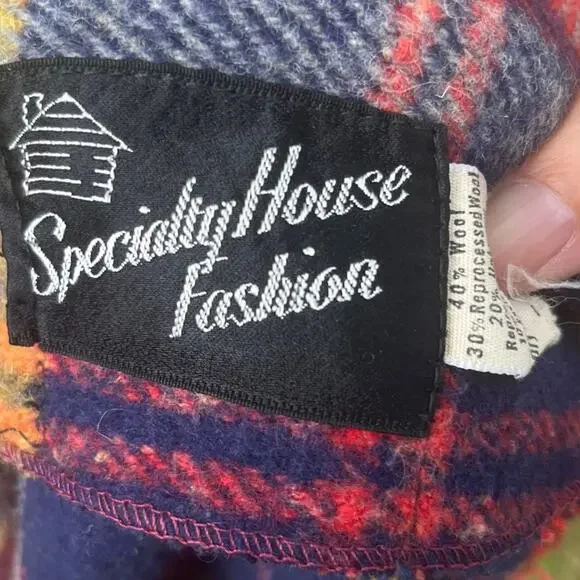 Specialty House
Fashion
40% Wool
30% Reprocessed Wool
20%